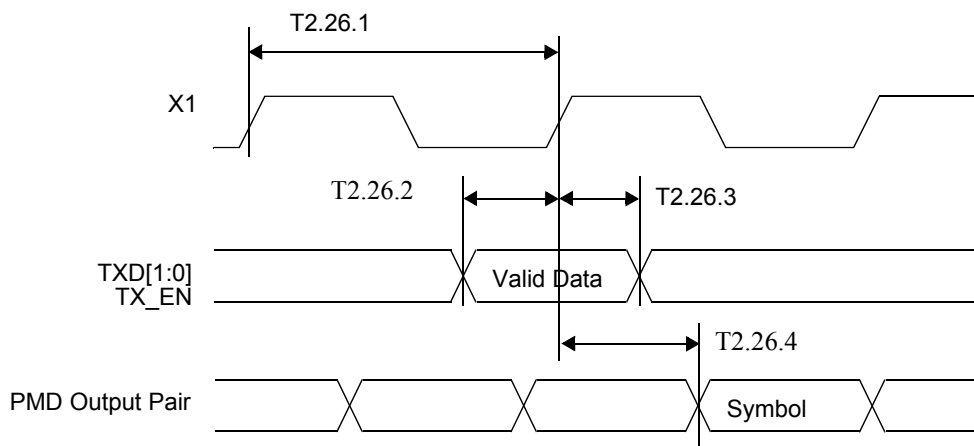 T2.26.1
X1
T2.26.2
T2.26.3
TXD[1:0]
TX_EN
Valid Data
T2.26.4
PMD Output Pair
Symbol